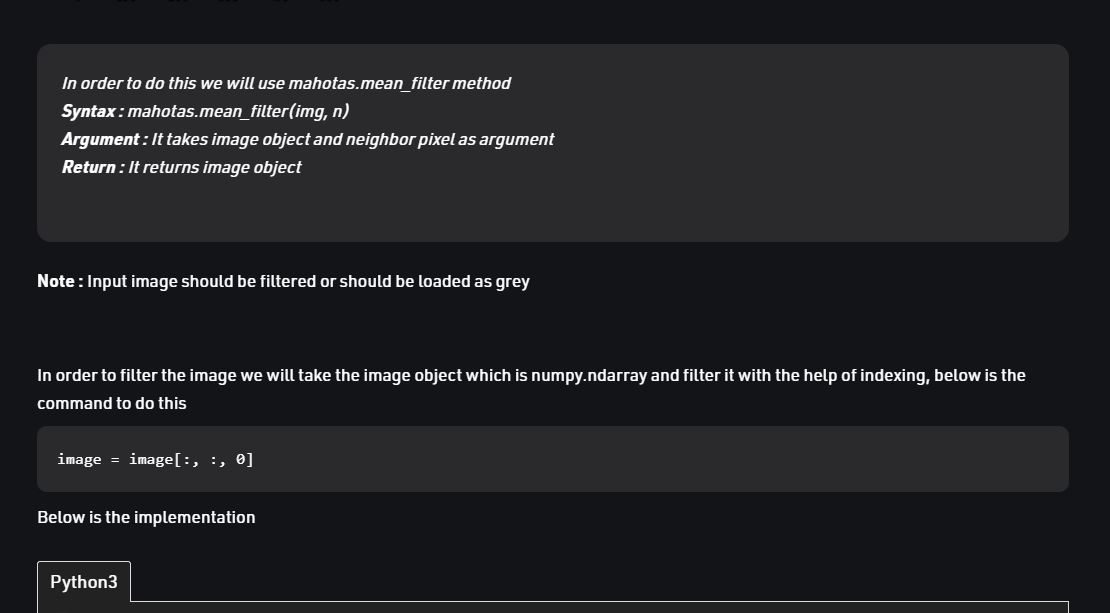 In order to do this we will use mahotas.mean_filter method
Syntax : mahotas.mean_filter(img, n)
Argument : It takes image object and neighbor pixel as argument
Return : It returns image object
Note : Input image should be filtered or should be loaded as grey
In order to filter the image we will take the image object which is numpy.ndarray and filter it with the help of indexing, below is the
command to do this
image = image[:, :, 0]
Below is the implementation
Python3